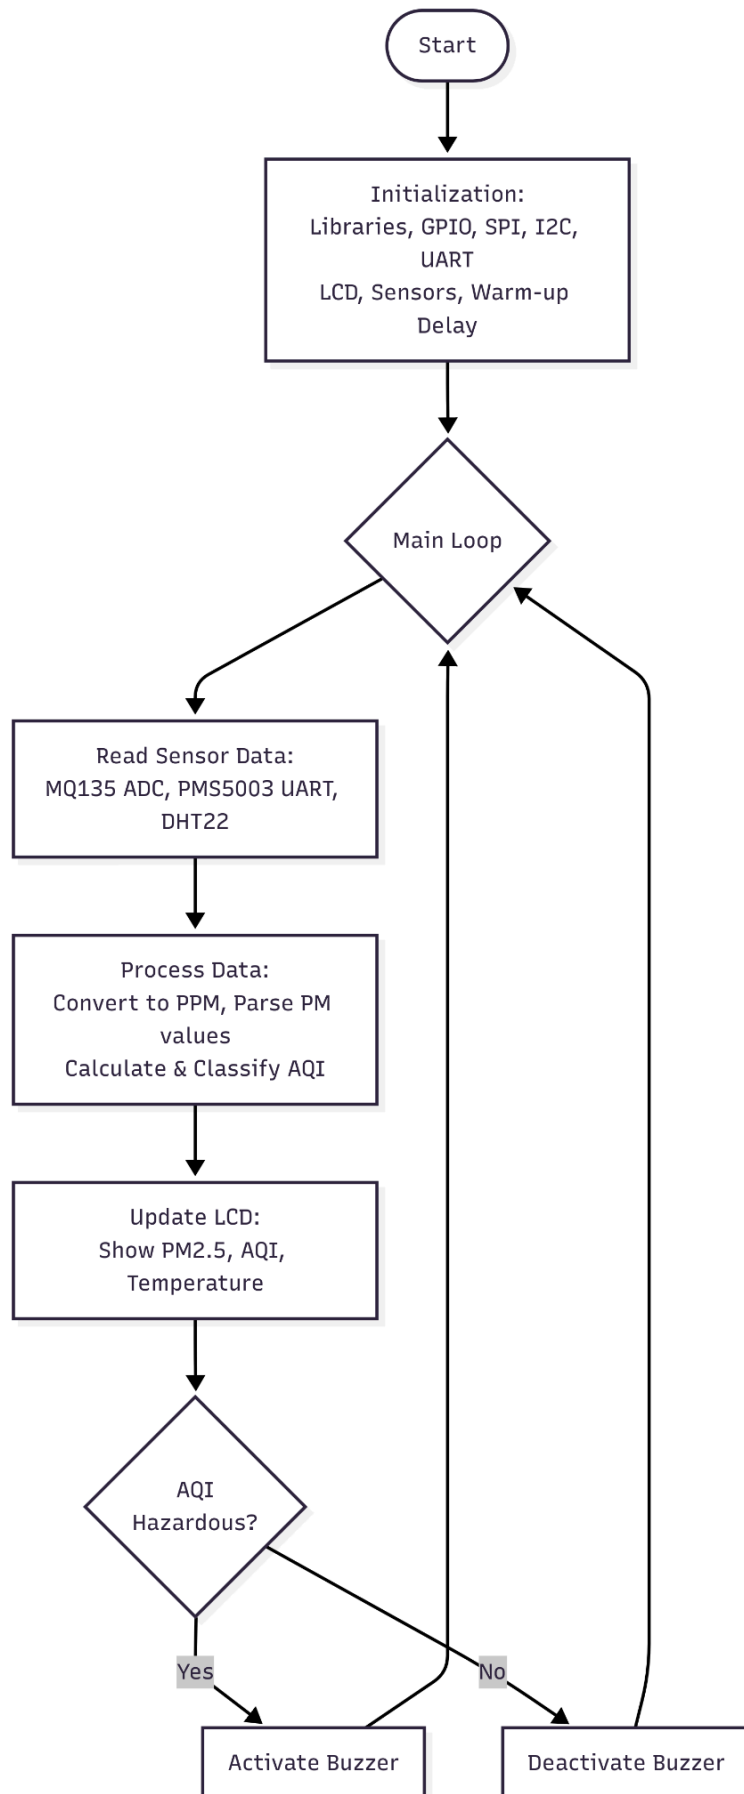 Start
Initialization:
Libraries, GPIO, SPI, I2C,
UART
LCD, Sensors, Warm-up
Delay
Main Loop
Read Sensor Data:
MQ135 ADC, PMS5003 UART,
DHT22
Process Data:
Convert to PPM, Parse PM
values
Calculate & Classify AQI
Update LCD:
Show PM2.5, AQI,
Temperature
AQI
Hazardous?
Yes
No
Activate Buzzer
Deactivate Buzzer